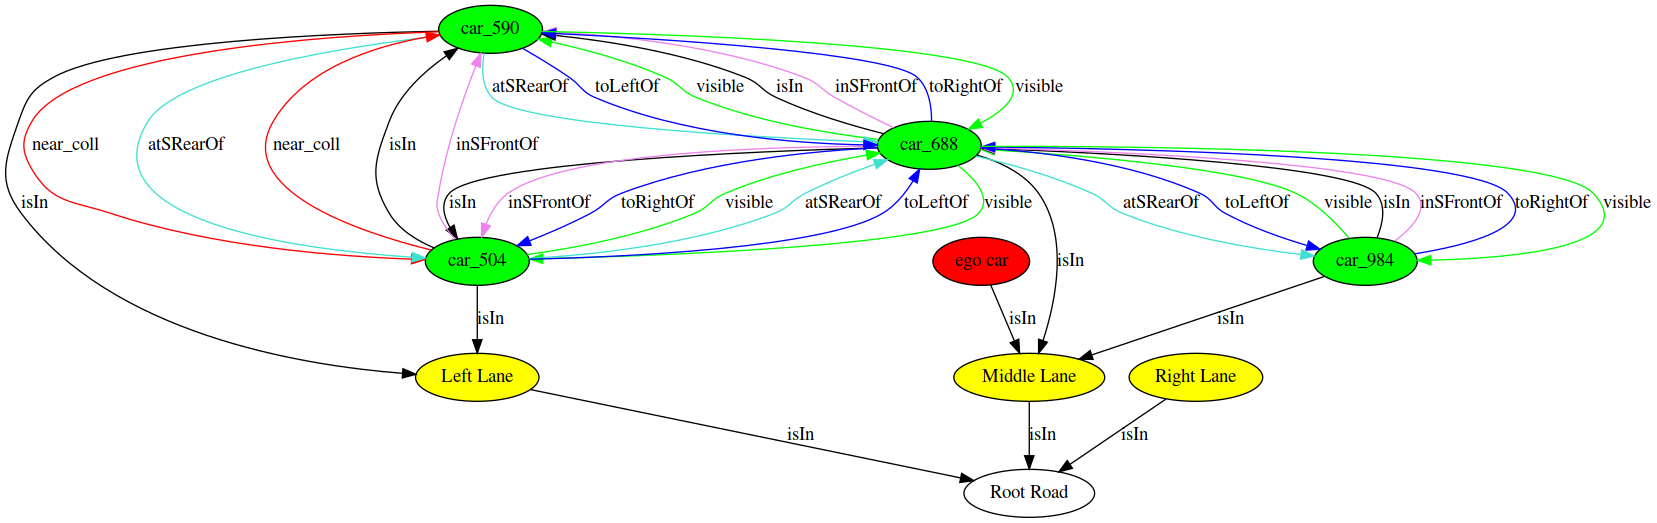 car_590
atSRearOf toLeftOf visible isIn inSFrontOf toRightOf visible
near_coll atSRearOf near_coll isIn inSFrontOf car_688
isIn isIn inSFrontOf toRightOf visible atSRearOf toLeftOf visible atSRearOf toLeftOf visible isIn inSFrontOf toRightOf visible
car_504 ego car isIn car_984
isIn isIn isIn
Left Lane Middle Lane Right Lane
isIn isIn isIn
Root Road